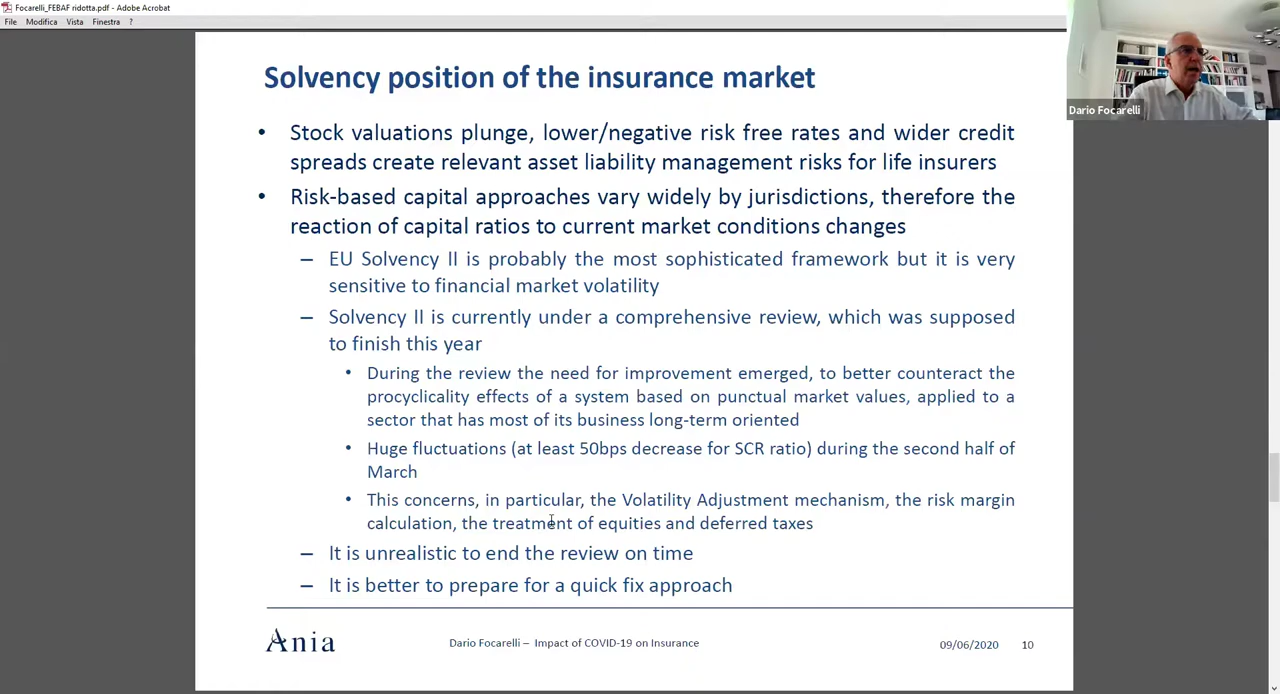 Focarelli_FEBAF ridotta.pdf - Adobe Acrobat
File Modifica Vista Finestra ?
Dario Focarelli
Solvency position of the insurance market
• Stock valuations plunge, lower/negative risk free rates and wider credit
spreads create relevant asset liability management risks for life insurers
• Risk-based capital approaches vary widely by jurisdictions, therefore the
reaction of capital ratios to current market conditions changes
– EU Solvency II is probably the most sophisticated framework but it is very
sensitive to financial market volatility
– Solvency II is currently under a comprehensive review, which was supposed
to finish this year
• During the review the need for improvement emerged, to better counteract the
procyclicality effects of a system based on punctual market values, applied to a
sector that has most of its business long-term oriented
• Huge fluctuations (at least 50bps decrease for SCR ratio) during the second half of
March
• This concerns, in particular, the Volatility Adjustment mechanism, the risk margin
calculation, the treatment of equities and deferred taxes
– It is unrealistic to end the review on time
– It is better to prepare for a quick fix approach
Ania
Dario Focarelli – Impact of COVID-19 on Insurance
09/06/2020 10